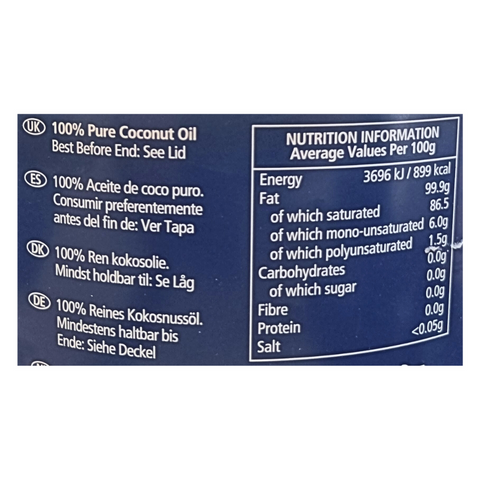 UK 100% Pure Coconut Oil
Best Before End: See Lid
ES 100% Aceite de coco puro.
Consumir preferentemente
antes del fin de: Ver Tapa
DK 100% Ren kokosolie.
Mindst holdbar til: Se Låg
DE 100% Reines Kokosnussöl.
Mindestens haltbar bis
Ende: Siehe Deckel
NUTRITION INFORMATION
Average Values Per 100g
Energy 3696 kJ / 899 kcal
Fat 99.9g
of which saturated 86.5
of which mono-unsaturated 6.0g
of which polyunsaturated 1.5g
Carbohydrates 0.0g
of which sugar 0.0g
Fibre 0.0g
Protein 0.0g
Salt <0.05g